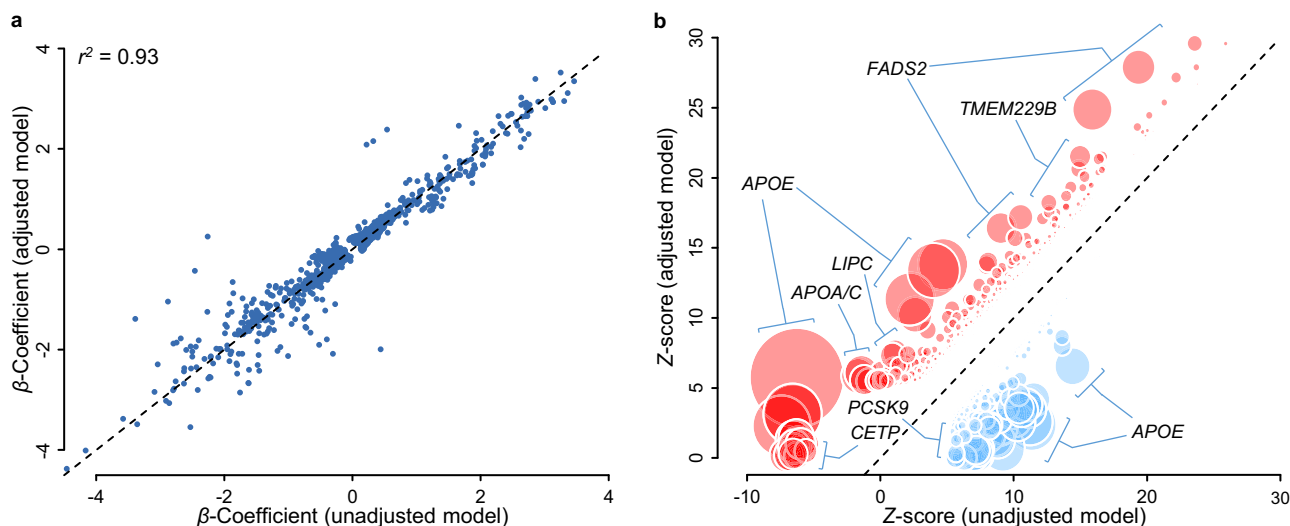 a
r² = 0.93
β-Coefficient (adjusted model)
4
2
0
-2
-4
-4 -2 0 2 4
β-Coefficient (unadjusted model)
b
Z-score (adjusted model)
30
25
20
15
10
5
0
FADS2
TMEM229B
APOE
LIPC
APOA/C
PCSK9
CETP
APOE
-10 0 10 20 30
Z-score (unadjusted model)